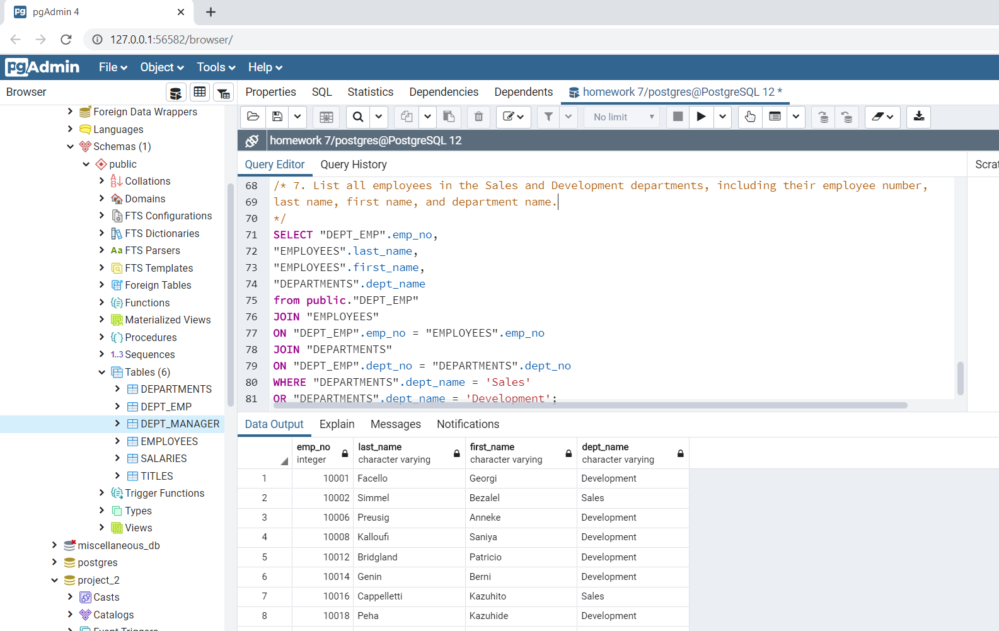 pgAdmin 4
127.0.0.1:56582/browser/
pgAdmin File Object Tools Help
Browser
Properties SQL Statistics Dependencies Dependents homework 7/postgres@PostgreSQL 12 *
No limit
homework 7/postgres@PostgreSQL 12
Query Editor Query History
Scrat
Foreign Data Wrappers
Languages
Schemas (1)
public
Collations
Domains
FTS Configurations
FTS Dictionaries
Aa FTS Parsers
FTS Templates
Foreign Tables
Functions
Materialized Views
Procedures
1..3 Sequences
Tables (6)
DEPARTMENTS
DEPT_EMP
DEPT_MANAGER
EMPLOYEES
SALARIES
TITLES
Trigger Functions
Types
Views
miscellaneous_db
postgres
project_2
Casts
Catalogs
Event Triggers
68 /* 7. List all employees in the Sales and Development departments, including their employee number,
69 last name, first name, and department name.
70 */
71 SELECT "DEPT_EMP".emp_no,
72 "EMPLOYEES".last_name,
73 "EMPLOYEES".first_name,
74 "DEPARTMENTS".dept_name
75 from public."DEPT_EMP"
76 JOIN "EMPLOYEES"
77 ON "DEPT_EMP".emp_no = "EMPLOYEES".emp_no
78 JOIN "DEPARTMENTS"
79 ON "DEPT_EMP".dept_no = "DEPARTMENTS".dept_no
80 WHERE "DEPARTMENTS".dept_name = 'Sales'
81 OR "DEPARTMENTS".dept_name = 'Development';
Data Output Explain Messages Notifications
emp_no last_name first_name dept_name
integer character varying character varying character varying
1 10001 Facello Georgi Development
2 10002 Simmel Bezalel Sales
3 10006 Preusig Anneke Development
4 10008 Kalloufi Saniya Development
5 10012 Bridgland Patricio Development
6 10014 Genin Berni Development
7 10016 Cappelletti Kazuhito Sales
8 10018 Peha Kazuhide Development